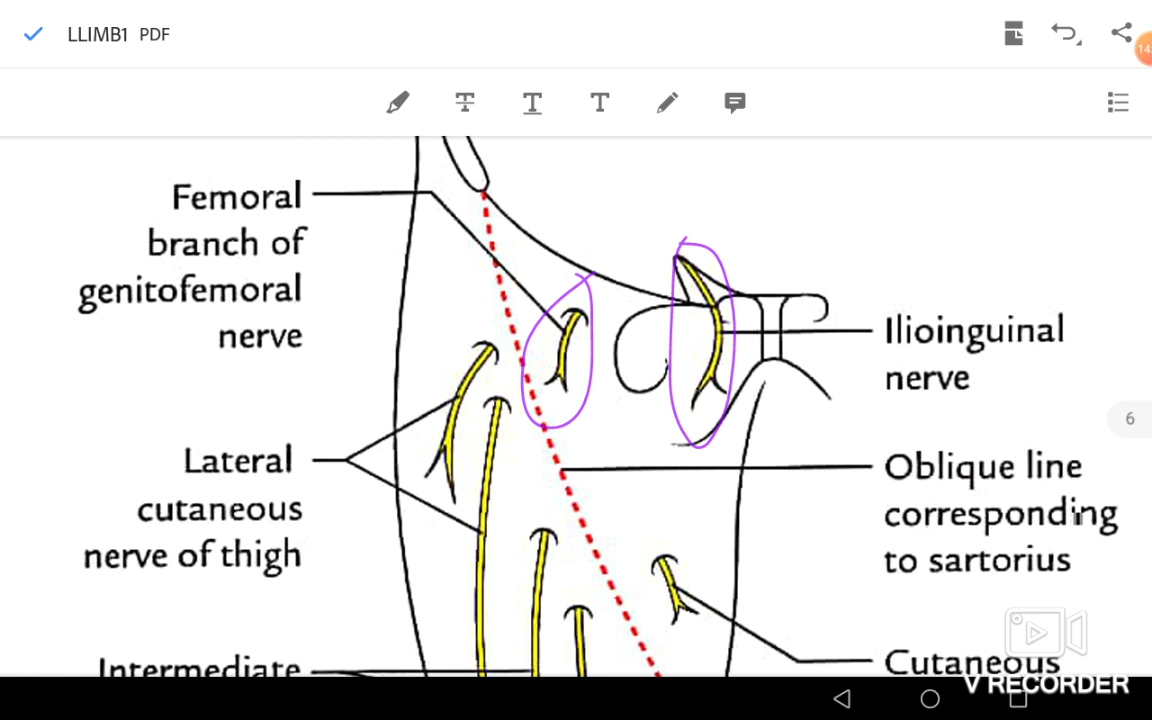 LLIMB1 PDF
14
Femoral
branch of
genitofemoral
nerve
Ilioinguinal
nerve
6
Lateral
cutaneous
nerve of thigh
Oblique line
corresponding
to sartorius
Intermediate
Cutaneous
V RECORDER